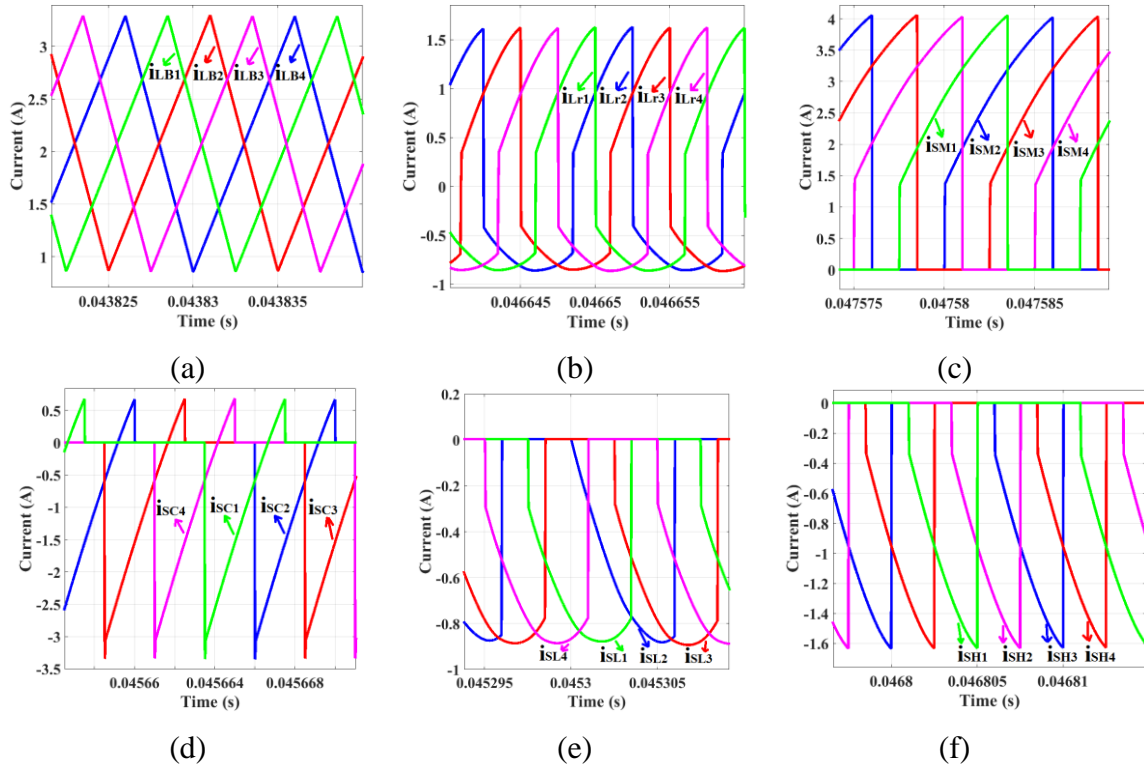 Current (A)
3
2.5
2
1.5
1
iLB1 iLB2 iLB3 iLB4
0.043825 0.04383 0.043835
Time (s)
(a)
Current (A)
1.5
1
0.5
0
-0.5
-1
iLr1 iLr2 iLr3 iLr4
0.046645 0.04665 0.046655
Time (s)
(b)
Current (A)
4
3.5
3
2.5
2
1.5
1
0.5
0
iSM1 iSM2 iSM3 iSM4
0.047575 0.04758 0.047585
Time (s)
(c)
Current (A)
0.5
0
-0.5
-1
-1.5
-2
-2.5
-3
-3.5
iSC4 iSC1 iSC2 iSC3
0.04566 0.045664 0.045668
Time (s)
(d)
Current (A)
0.2
0
-0.2
-0.4
-0.6
-0.8
-1
iSL4 iSL1 iSL2 iSL3
0.045295 0.0453 0.045305
Time (s)
(e)
Current (A)
0
-0.2
-0.4
-0.6
-0.8
-1
-1.2
-1.4
-1.6
iSH1 iSH2 iSH3 iSH4
0.0468 0.046805 0.04681
Time (s)
(f)